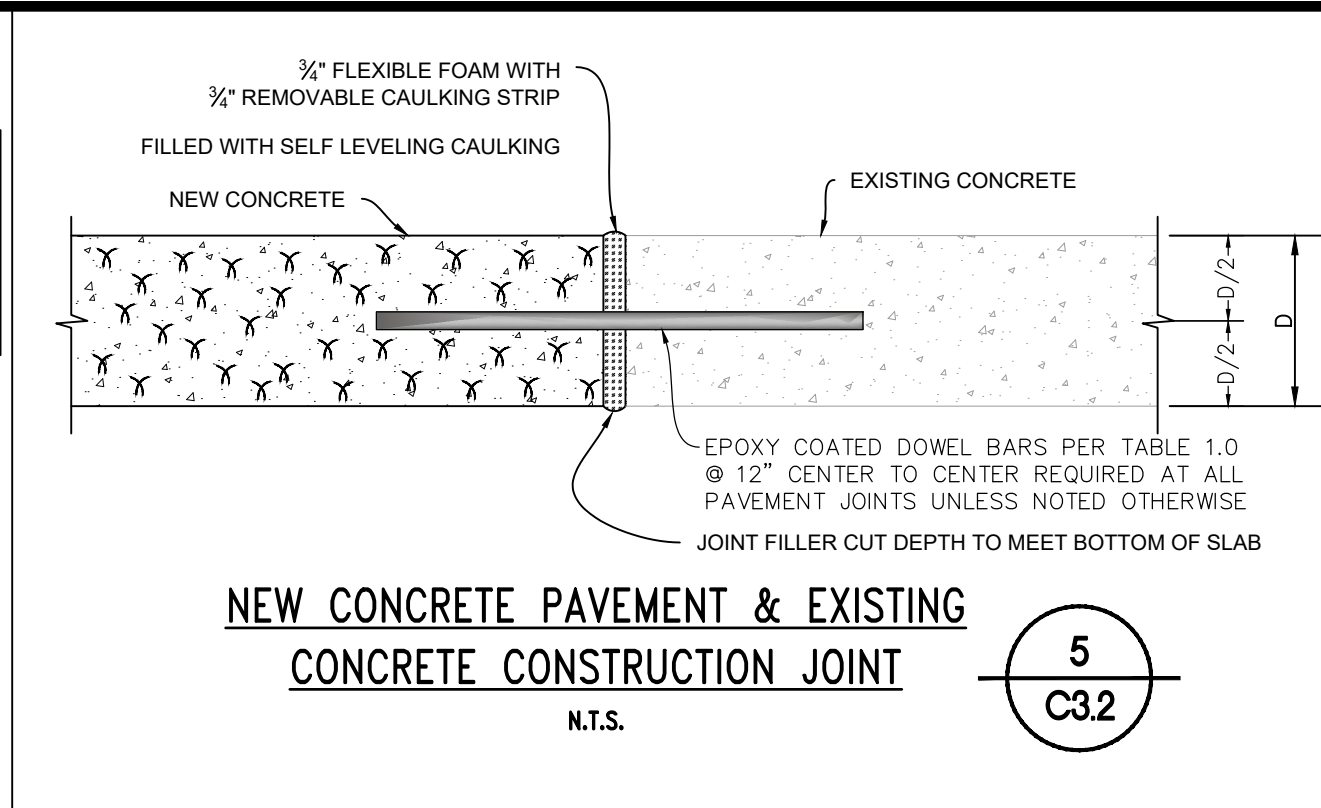 ¾" FLEXIBLE FOAM WITH
¾" REMOVABLE CAULKING STRIP
FILLED WITH SELF LEVELING CAULKING
NEW CONCRETE
EXISTING CONCRETE
D/2
D/2
D
EPOXY COATED DOWEL BARS PER TABLE 1.0
@ 12” CENTER TO CENTER REQUIRED AT ALL
PAVEMENT JOINTS UNLESS NOTED OTHERWISE
JOINT FILLER CUT DEPTH TO MEET BOTTOM OF SLAB
NEW CONCRETE PAVEMENT & EXISTING
CONCRETE CONSTRUCTION JOINT
N.T.S.
5
C3.2